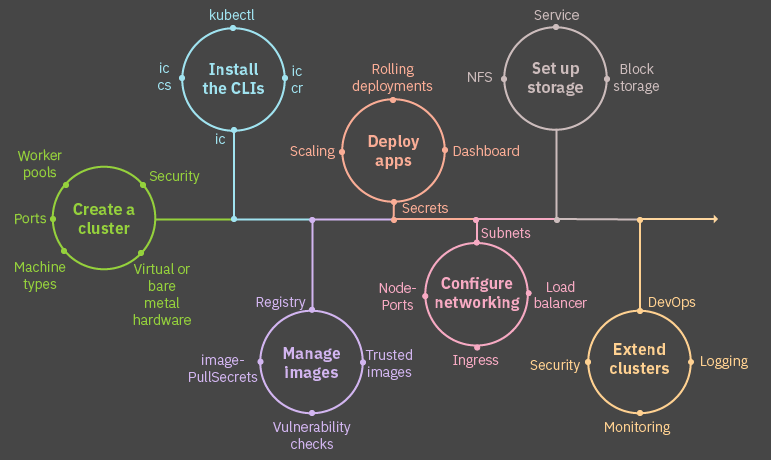 Create a
cluster
Worker
pools
Security
Ports
Machine
types
Virtual or
bare
metal
hardware
Install
the CLIs
kubectl
ic
cs
ic
cr
ic
Manage
images
Registry
image-
PullSecrets
Trusted
images
Vulnerability
checks
Deploy
apps
Rolling
deployments
Scaling
Dashboard
Secrets
Configure
networking
Subnets
Node-
Ports
Load
balancer
Ingress
Set up
storage
Service
NFS
Block
storage
Extend
clusters
DevOps
Security
Logging
Monitoring